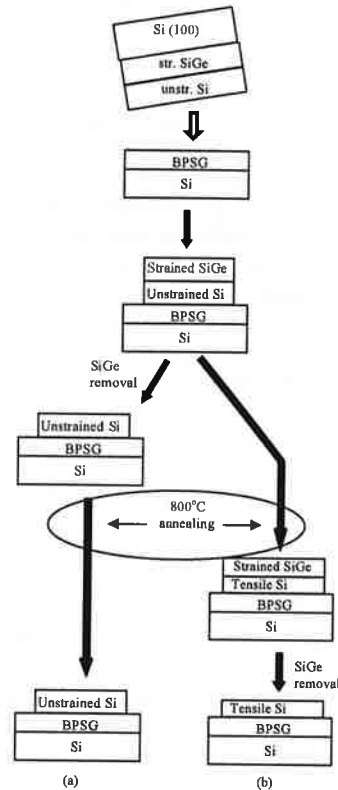 Si (100)
str. SiGe
unstr. Si
BPSG
Si
Strained SiGe
Unstrained Si
BPSG
Si
SiGe
removal
Unstrained Si
BPSG
Si
800°C
annealing
Strained SiGe
Tensile Si
BPSG
Si
SiGe
removal
Unstrained Si
BPSG
Si
Tensile Si
BPSG
Si
(a)
(b)